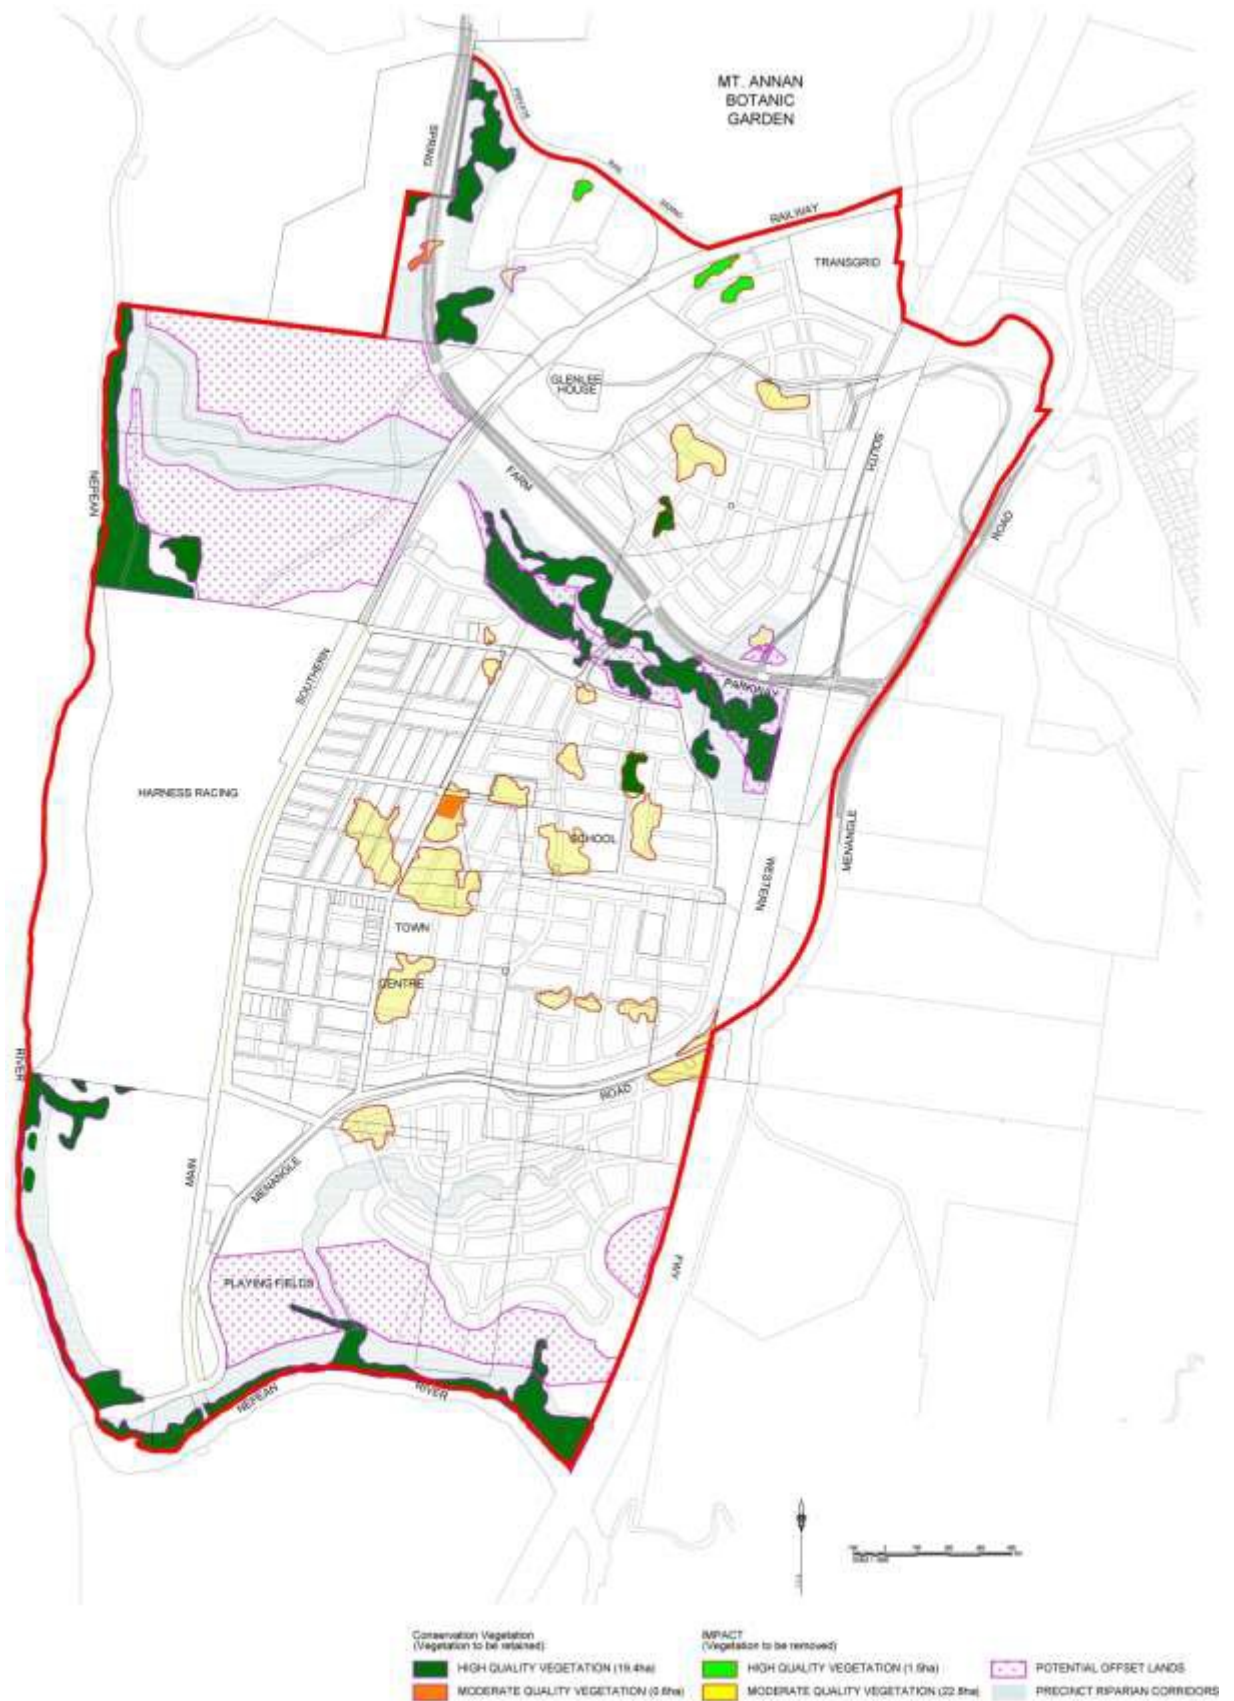 MT. ANNAN
BOTANIC
GARDEN
SPRING
RAILWAY
TRANSGRID
GLENLEE
HOUSE
SOUTH
FARM
NEPEAN
ROAD
SOUTHERN
PARKWAY
HARNESS RACING
SCHOOL
MENANGLE
WESTERN
TOWN
CENTRE
RIVER
ROAD
MAIN
MENANGLE
FWY
PLAYING FIELDS
NEPEAN
RIVER
Conservation Vegetation
(Vegetation to be retained)
HIGH QUALITY VEGETATION (19.4ha)
MODERATE QUALITY VEGETATION
IMPACT
(Vegetation to be removed)
HIGH QUALITY VEGETATION
MODERATE QUALITY VEGETATION
POTENTIAL OFFSET LANDS
PRECINCT RIPARIAN CORRIDORS